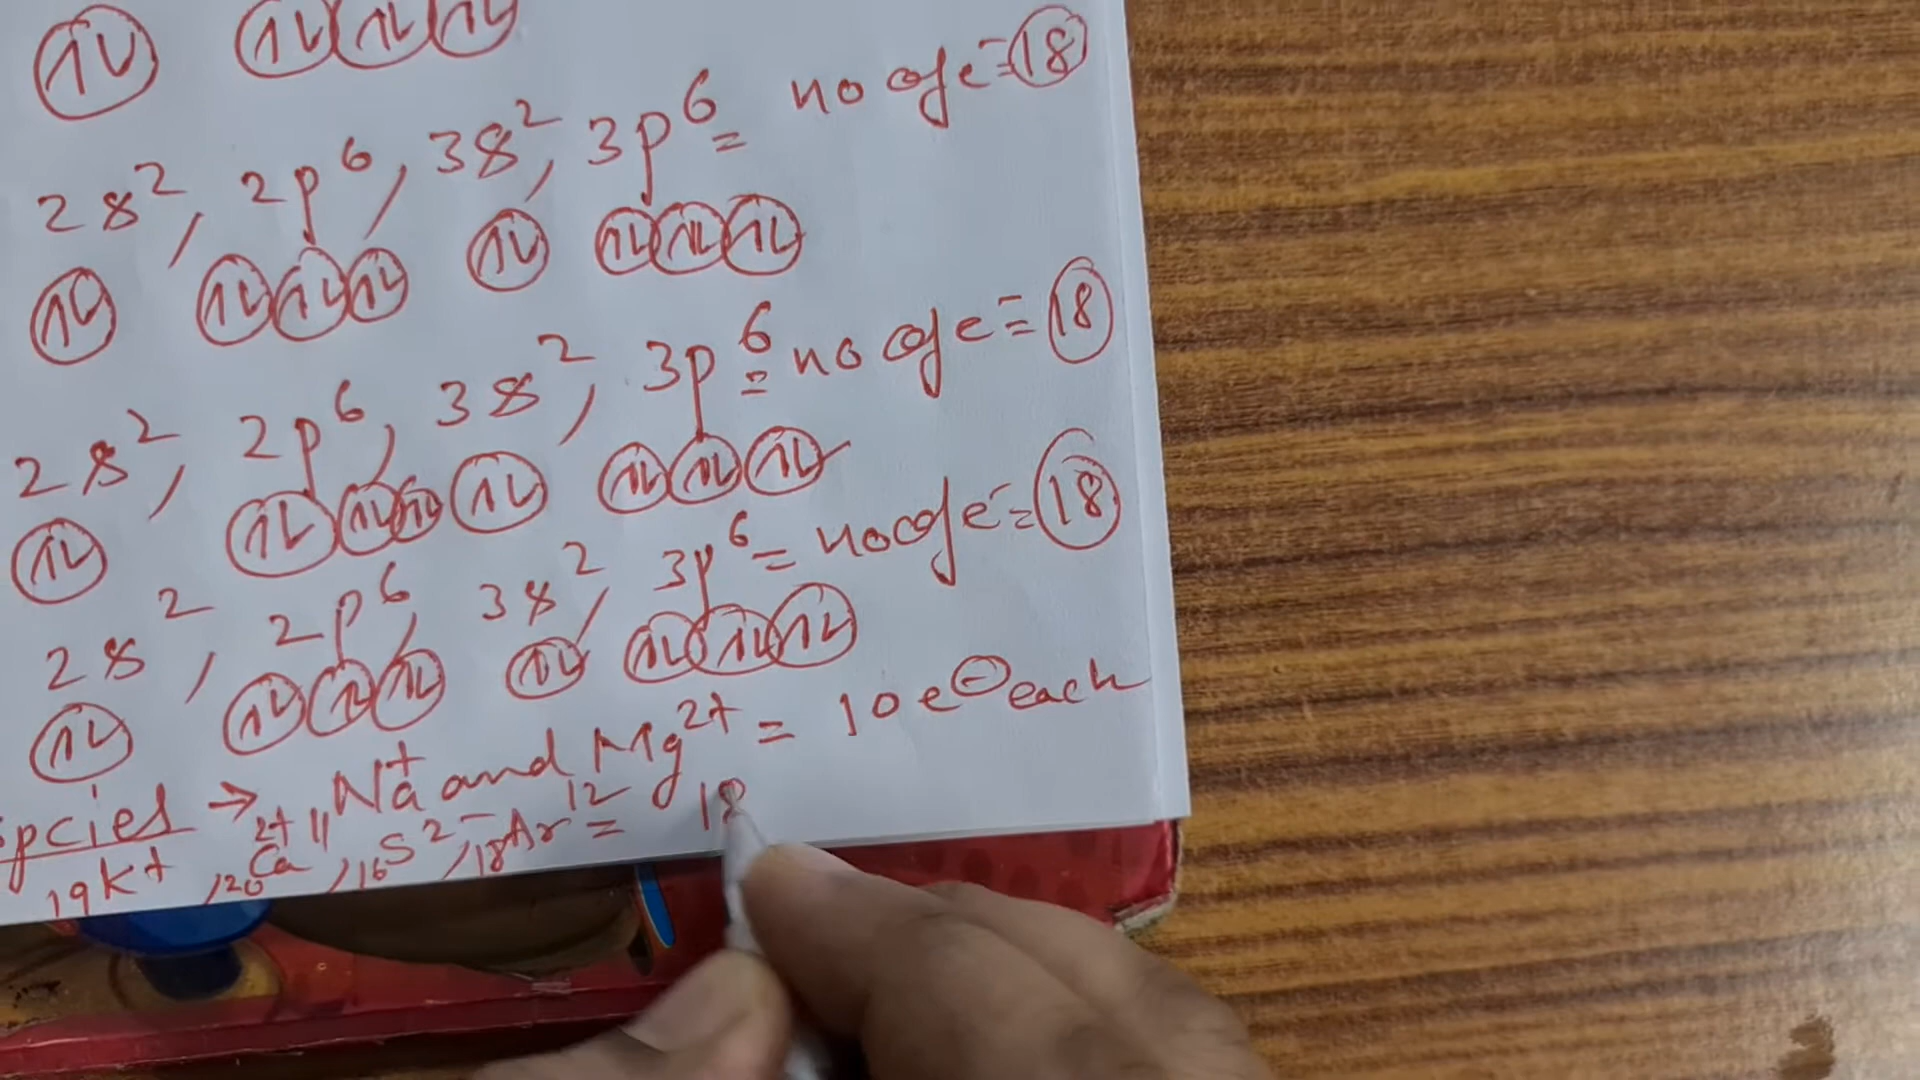 1L 1L 1L 1L
2s², 2p⁶, 3s², 3p⁶ = no of e⁻ = 18
1L 1L 1L 1L 1L 1L 1L 1L
2s², 2p⁶, 3s², 3p⁶ = no of e⁻ = 18
1L 1L 1L 1L 1L 1L 1L 1L
2s², 2p⁶, 3s², 3p⁶ = no of e⁻ = 18
1L 1L 1L 1L 1L 1L 1L 1L
spcies → ₁₁Na⁺ and ₁₂Mg²⁺ = 10e⊖ each
₁₉K⁺, ₂₀Ca²⁺, ₁₆S²⁻, ₁₈Ar = 18